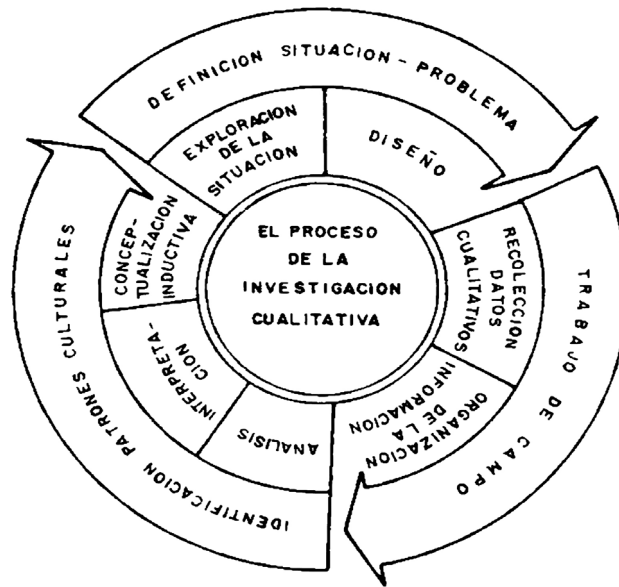 DEFINICION SITUACION – PROBLEMA
EXPLORACION
DE LA
SITUACION
DISEÑO
EL PROCESO
DE LA
INVESTIGACION
CUALITATIVA
TRABAJO DE CAMPO
RECOLECCION
DATOS
CUALITATIVOS
ORGANIZACION
DE LA
INFORMACION
IDENTIFICACION PATRONES CULTURALES
ANALISIS
INTERPRETA-
CION
CONCEP-
TUALIZACION
INDUCTIVA